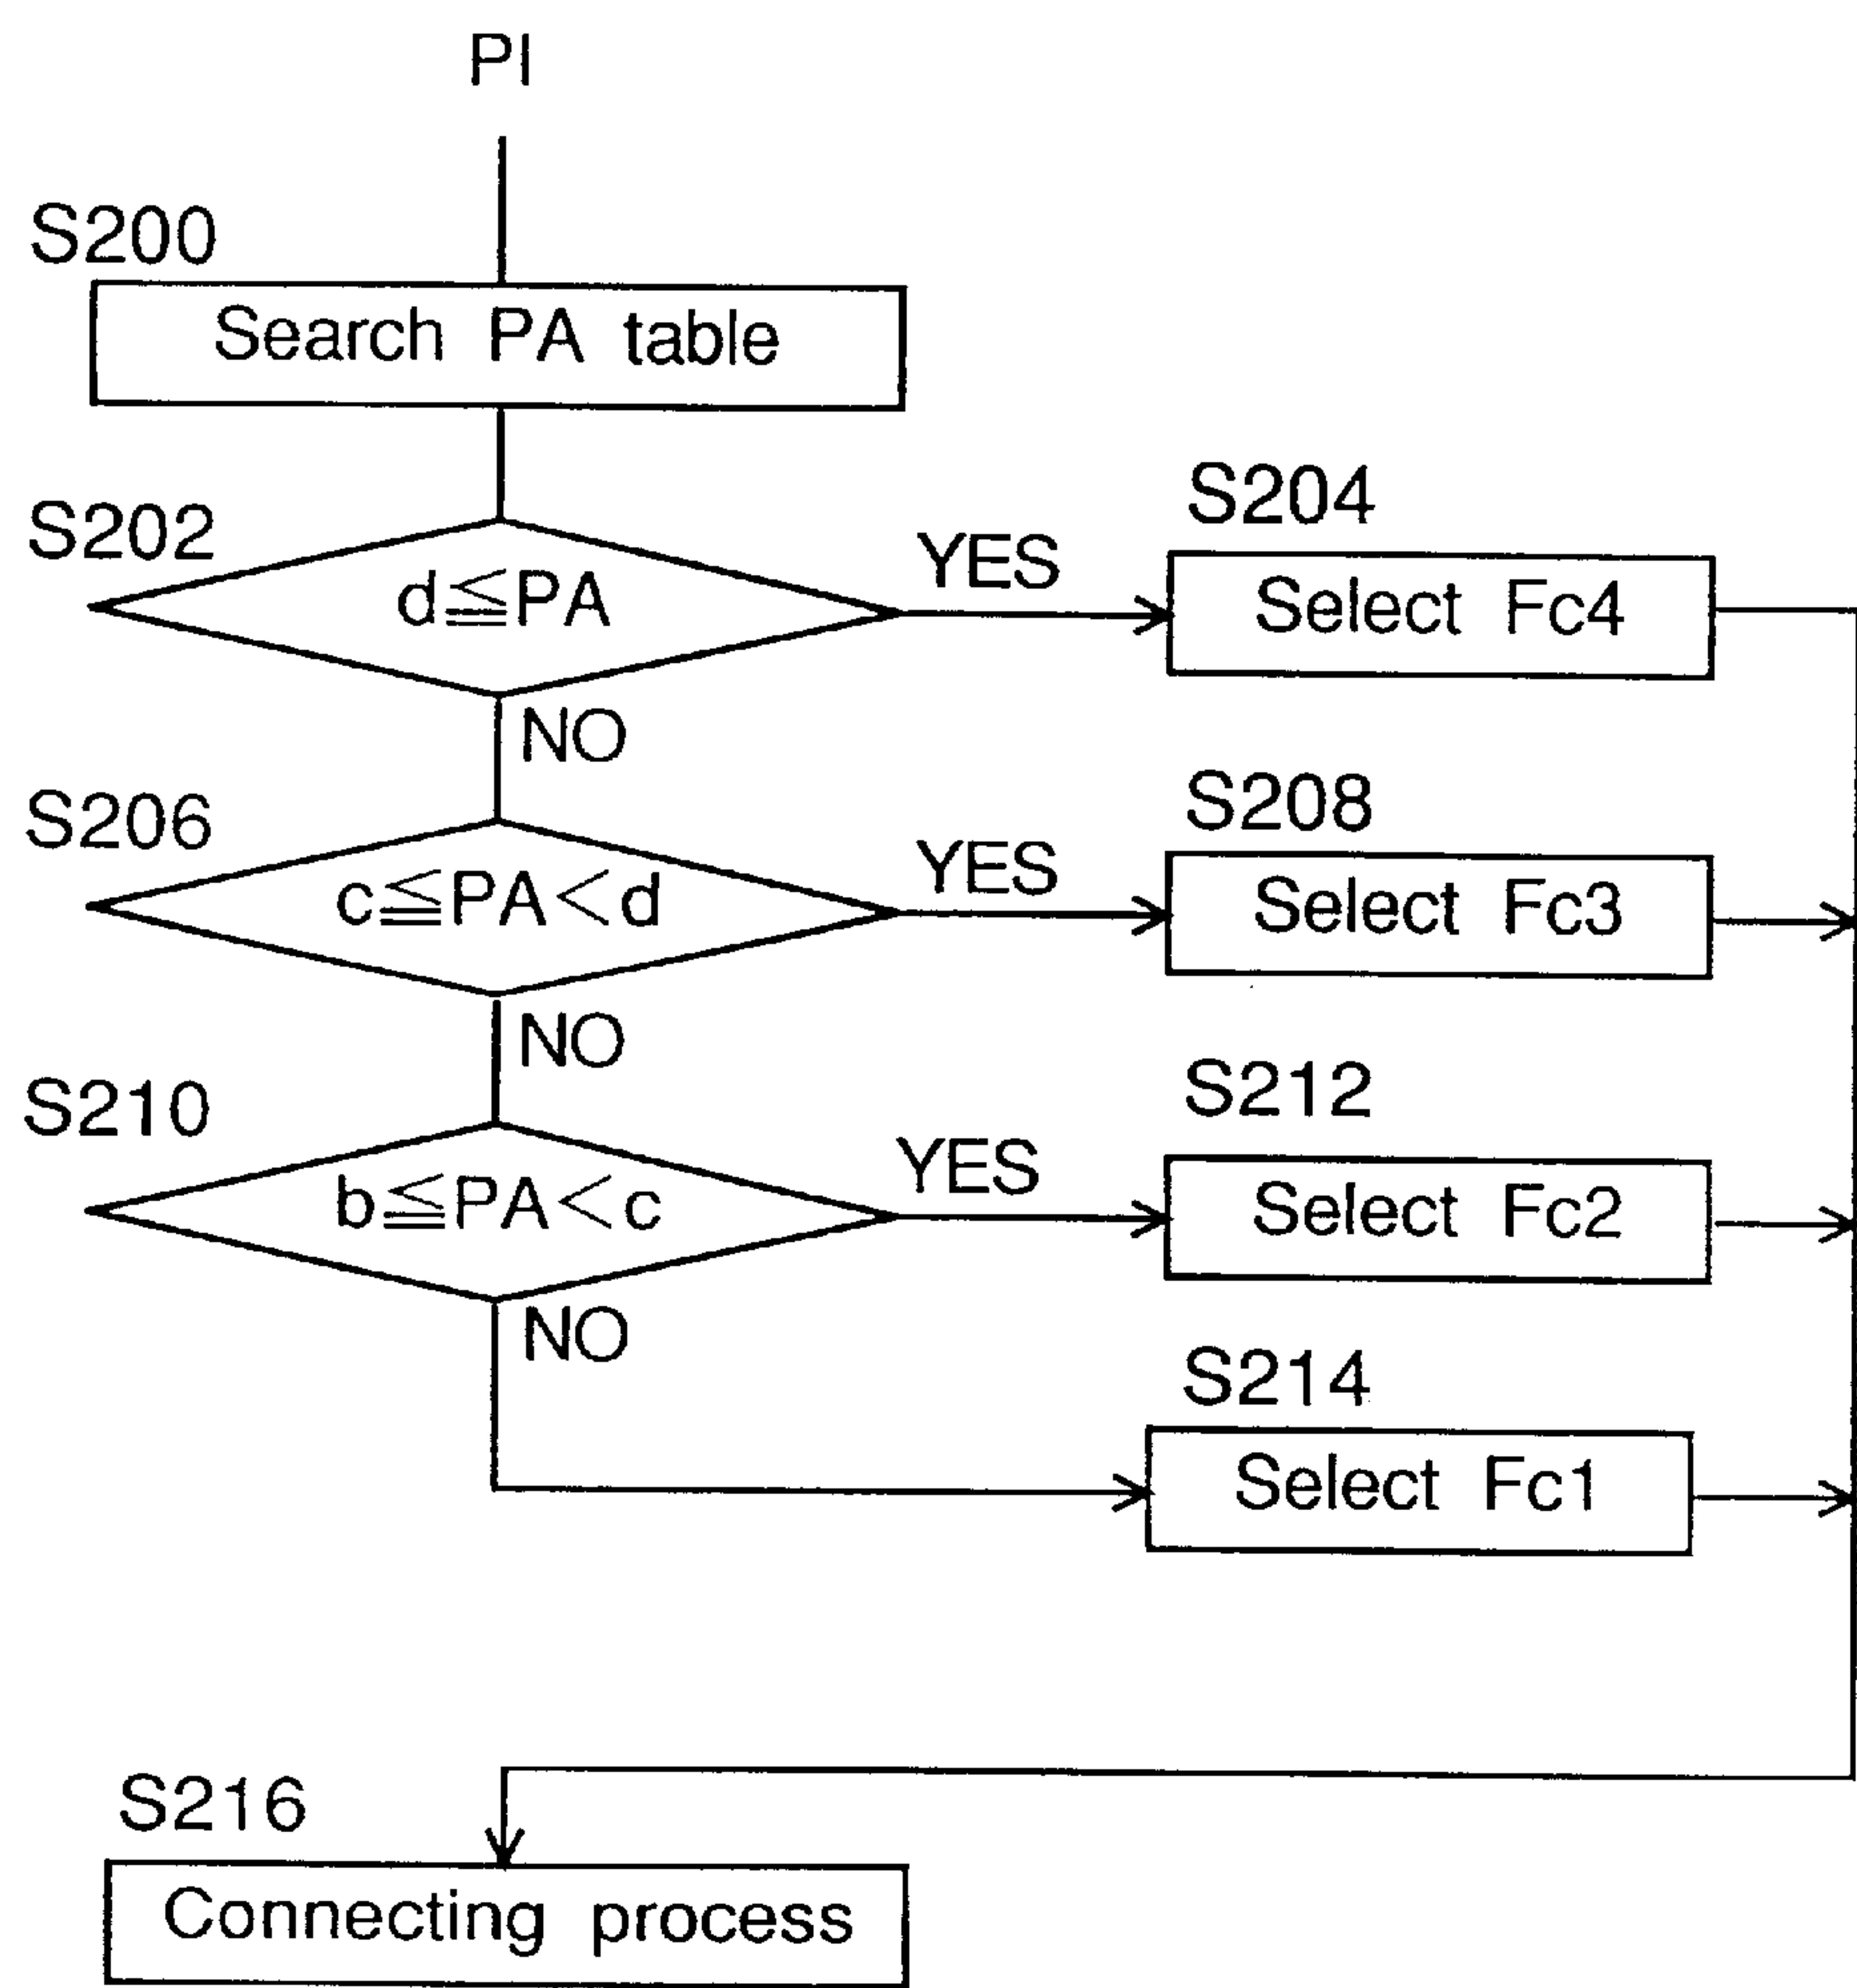 PI
S200
Search PA table
S202
d≦PA
YES
S204
Select Fc4
NO
S206
c≦PA<d
YES
S208
Select Fc3
NO
S210
b≦PA<c
YES
S212
Select Fc2
NO
S214
Select Fc1
S216
Connecting process